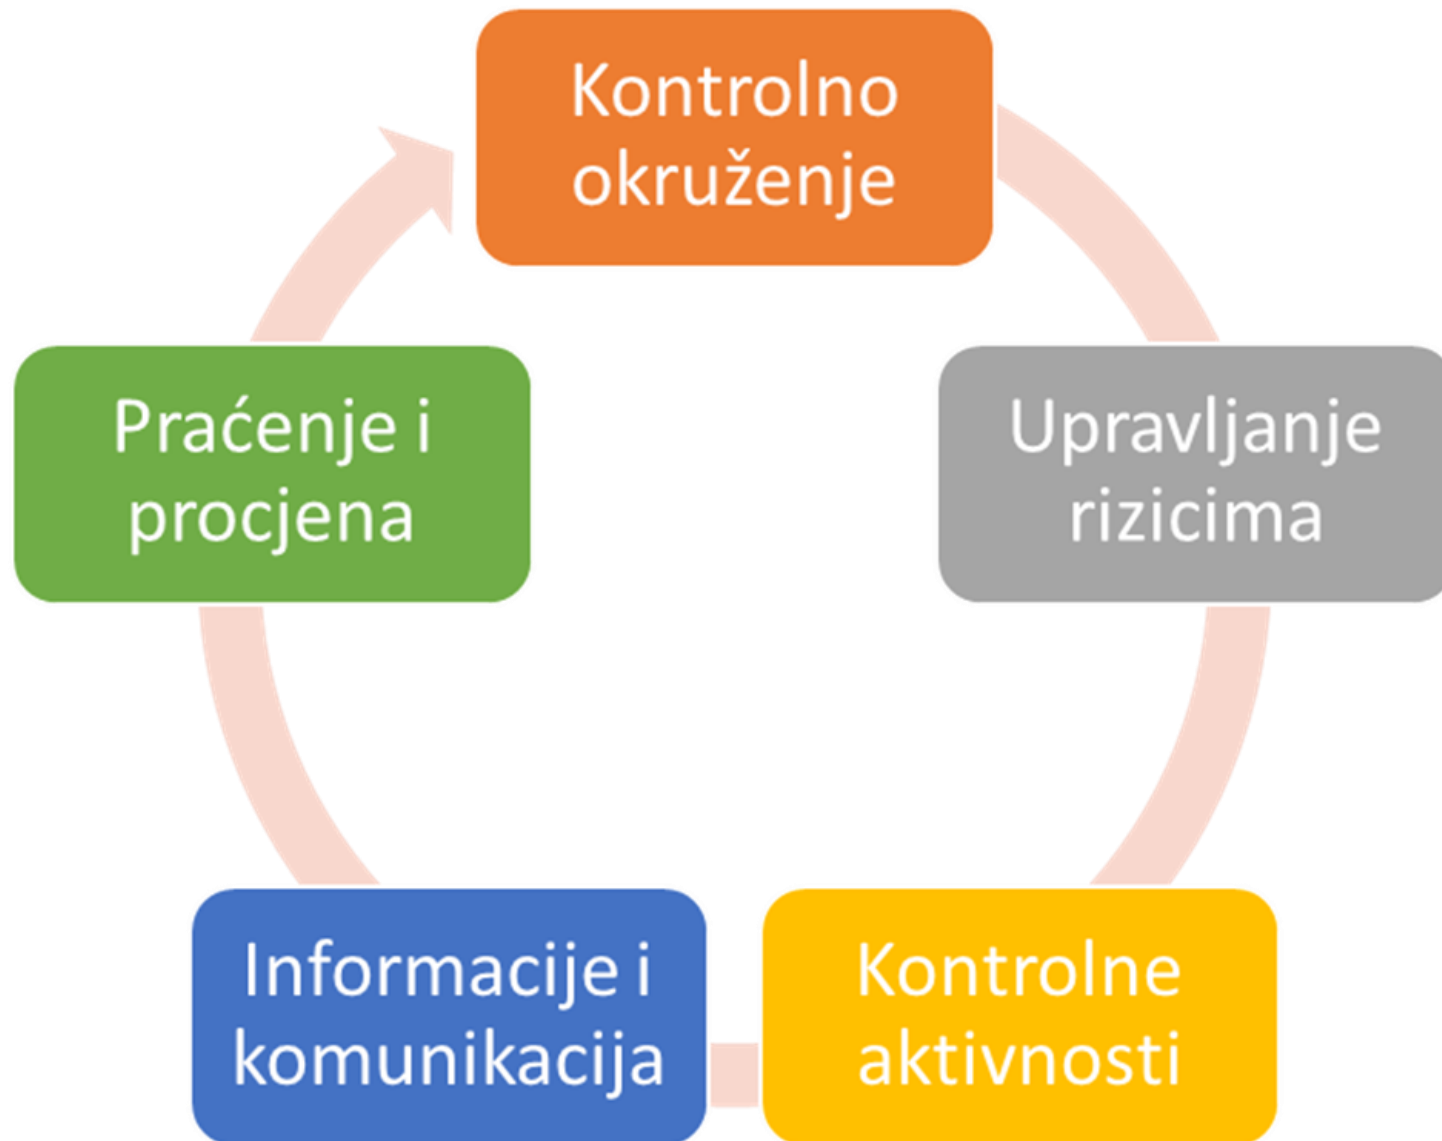 Kontrolno
okruženje
Upravljanje
rizicima
Kontrolne
aktivnosti
Informacije i
komunikacija
Praćenje i
procjena